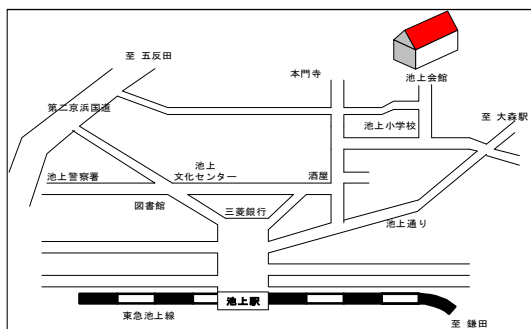 至 五反田
本門寺
池上会館
第二京浜国道
至 大森駅
池上小学校
池上
文化センター
池上警察署
酒屋
図書館
三菱銀行
池上通り
池上駅
東急池上線
至 鎌田